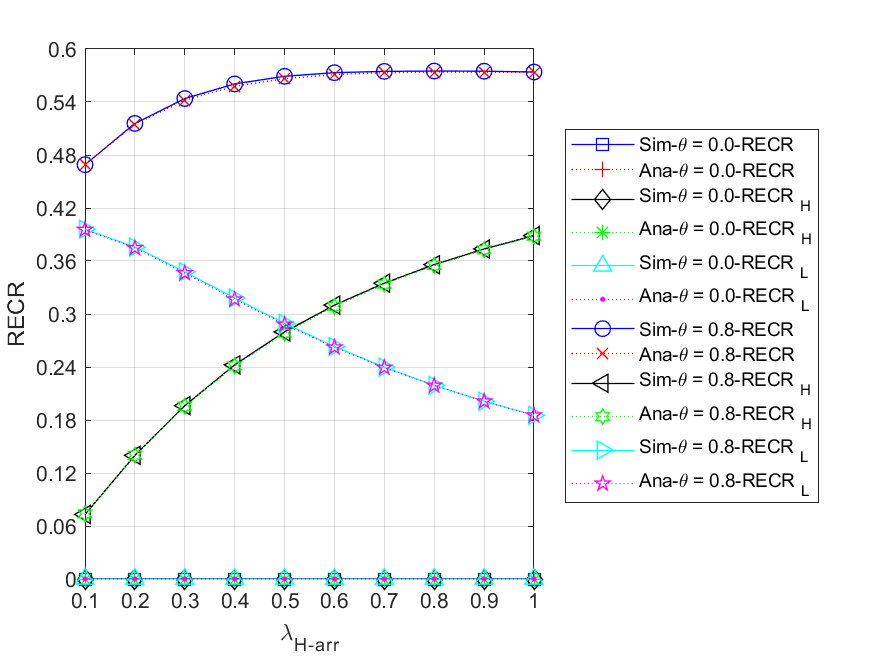 0.6
0.54
0.48
0.42
0.36
0.3
0.24
0.18
0.12
0.06
0
RECR
0.1 0.2 0.3 0.4 0.5 0.6 0.7 0.8 0.9 1
λH-arr
Sim-θ = 0.0-RECR
Ana-θ = 0.0-RECR
Sim-θ = 0.0-RECR H
Ana-θ = 0.0-RECR H
Sim-θ = 0.0-RECR L
Ana-θ = 0.0-RECR L
Sim-θ = 0.8-RECR
Ana-θ = 0.8-RECR
Sim-θ = 0.8-RECR H
Ana-θ = 0.8-RECR H
Sim-θ = 0.8-RECR L
Ana-θ = 0.8-RECR L